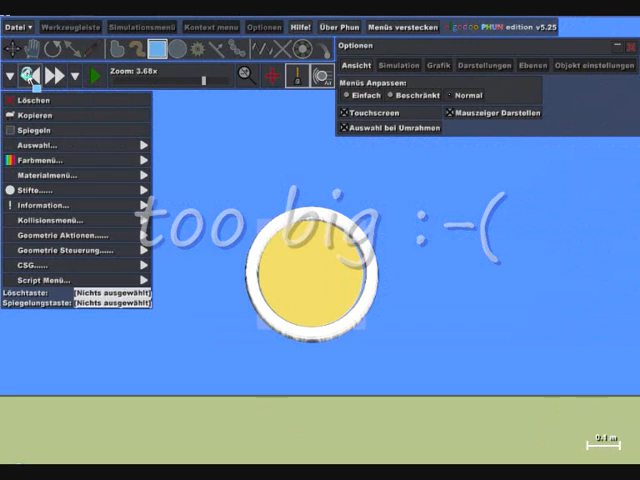 Datei Werkzeugleiste Simulationsmenü Kontext menu Optionen Hilfe! Über Phun Menüs verstecken algodoo PHUN edition v5.25
Optionen
Zoom: 3.68x
Ansicht Simulation Grafik Darstellungen Ebenen Objekt einstellungen
Menüs Anpassen:
Einfach Beschränkt Normal
Touchscreen Mauszeiger Darstellen
Auswahl bei Umrahmen
Löschen
Kopieren
Spiegeln
Auswahl...
Farbmenü...
Materialmenü...
Stifte......
Information...
Kollisionsmenu...
Geometrie Aktionen......
Geometrie Steuerung......
CSG......
Script Menü...
Löschtaste: [Nichts ausgewählt]
Spiegelungstaste: [Nichts ausgewählt]
too big :-(
0.1 m